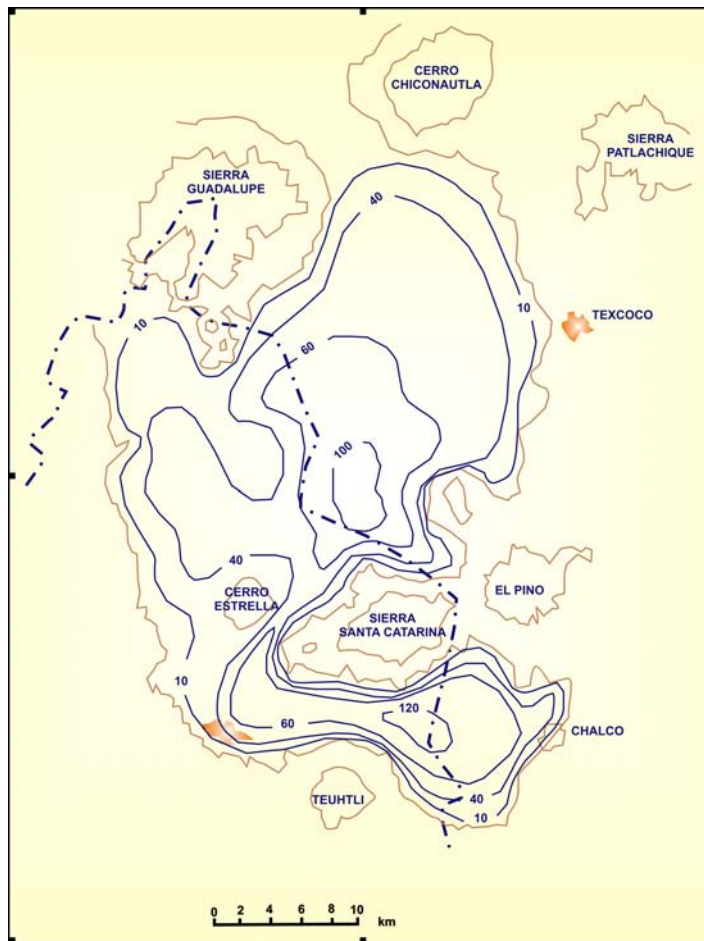 CERRO
CHICONAUTLA
SIERRA
PATLACHIQUE
SIERRA
GUADALUPE
40
10
TEXCOCO
10
60
100
40
CERRO
ESTRELLA
EL PINO
SIERRA
SANTA CATARINA
10
120
60
CHALCO
TEUHTLI
40
10
0 2 4 6 8 10 km